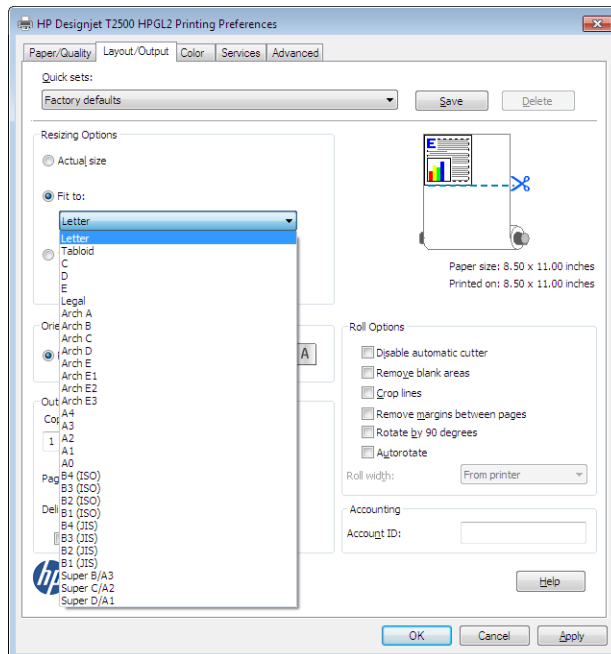 HP Designjet T2500 HPGL2 Printing Preferences
Paper/Quality Layout/Output Color Services Advanced
Quick sets:
Factory defaults
Save
Delete
Resizing Options
Actual size
Fit to:
Letter
Letter
Tabloid
C
D
E
Legal
Arch A
Arch B
Arch C
Arch D
Arch E
Arch E1
Arch E2
Arch E3
A4
A3
A2
A1
A0
B4 (ISO)
B3 (ISO)
B2 (ISO)
B1 (ISO)
B4 (JIS)
B3 (JIS)
B2 (JIS)
B1 (JIS)
Super B/A3
Super C/A2
Super D/A1
E
Paper size: 8.50 x 11.00 inches
Printed on: 8.50 x 11.00 inches
A
1
Roll Options
Disable automatic cutter
Remove blank areas
Crop lines
Remove margins between pages
Rotate by 90 degrees
Autorotate
Roll width:
From printer
Accounting
Account ID:
hp
Help
OK
Cancel
Apply